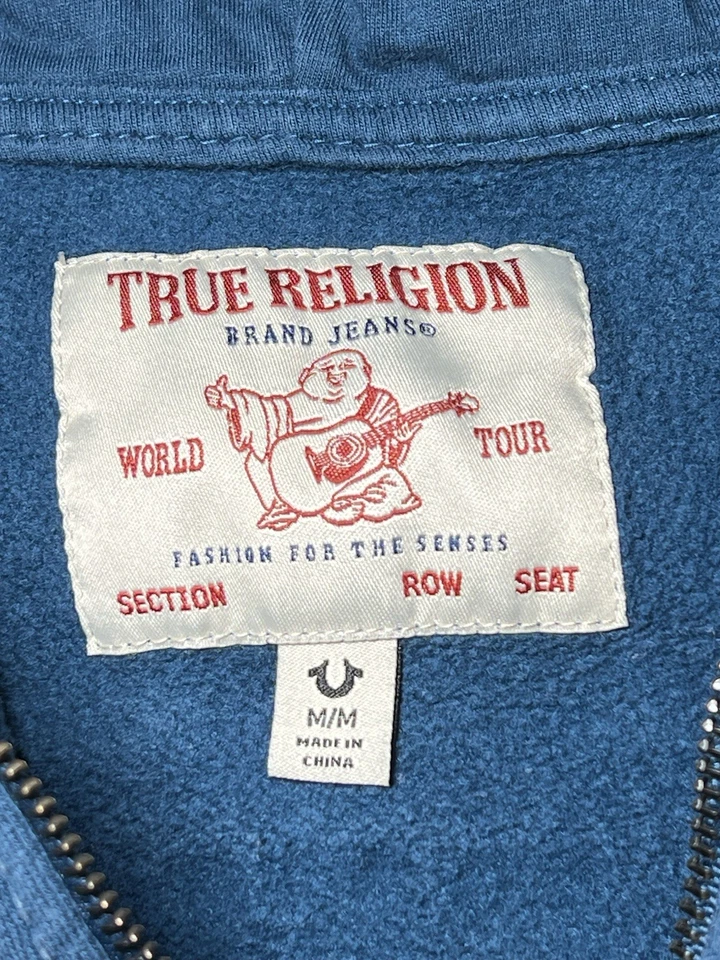 TRUE RELIGION
BRAND JEANS®
WORLD TOUR
FASHION FOR THE SENSES
SECTION ROW SEAT
M/M
MADE IN
CHINA